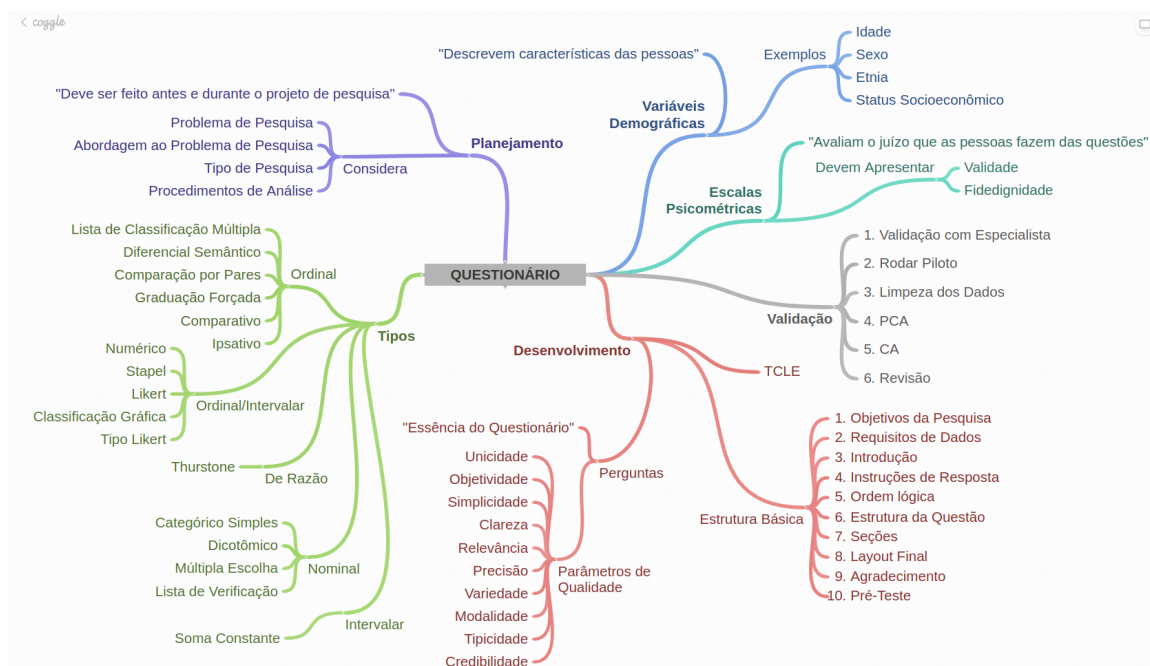 coggle
QUESTIONÁRIO
Planejamento
"Deve ser feito antes e durante o projeto de pesquisa"
Considera
Problema de Pesquisa
Abordagem ao Problema de Pesquisa
Tipo de Pesquisa
Procedimentos de Análise
Tipos
Ordinal
Lista de Classificação Múltipla
Diferencial Semântico
Comparação por Pares
Graduação Forçada
Comparativo
Ipsativo
Ordinal/Intervalar
Numérico
Stapel
Likert
Classificação Gráfica
Tipo Likert
De Razão
Thurstone
Nominal
Categórico Simples
Dicotômico
Múltipla Escolha
Lista de Verificação
Intervalar
Soma Constante
Variáveis
Demográficas
"Descrevem características das pessoas"
Exemplos
Idade
Sexo
Etnia
Status Socioeconômico
Escalas
Psicométricas
"Avaliam o juízo que as pessoas fazem das questões"
Devem Apresentar
Validade
Fidedignidade
Validação
1. Validação com Especialista
2. Rodar Piloto
3. Limpeza dos Dados
4. PCA
5. CA
6. Revisão
Desenvolvimento
TCLE
Estrutura Básica
1. Objetivos da Pesquisa
2. Requisitos de Dados
3. Introdução
4. Instruções de Resposta
5. Ordem lógica
6. Estrutura da Questão
7. Seções
8. Layout Final
9. Agradecimento
10. Pré-Teste
Perguntas
"Essência do Questionário"
Parâmetros de
Qualidade
Unicidade
Objetividade
Simplicidade
Clareza
Relevância
Precisão
Variedade
Modalidade
Tipicidade
Credibilidade